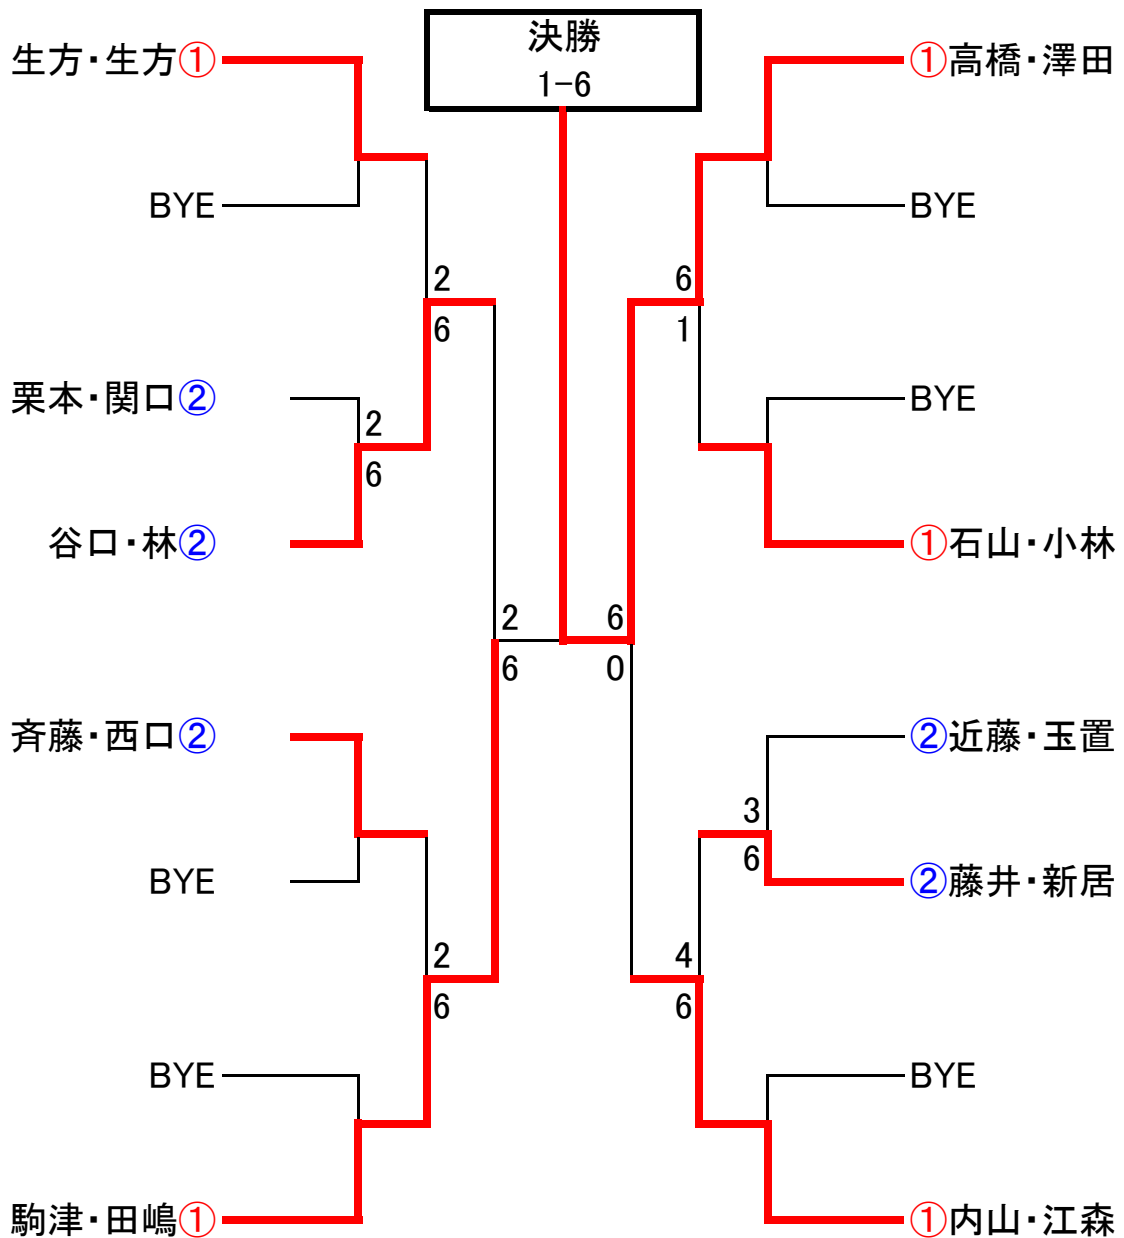 決勝
1-6
生方・生方①
BYE
2
6
栗本・関口②
2
6
谷口・林②
2
6
斉藤・西口②
BYE
2
6
BYE
駒津・田嶋①
①高橋・澤田
BYE
6
1
BYE
①石山・小林
6
0
②近藤・玉置
3
6
②藤井・新居
4
6
BYE
①内山・江森